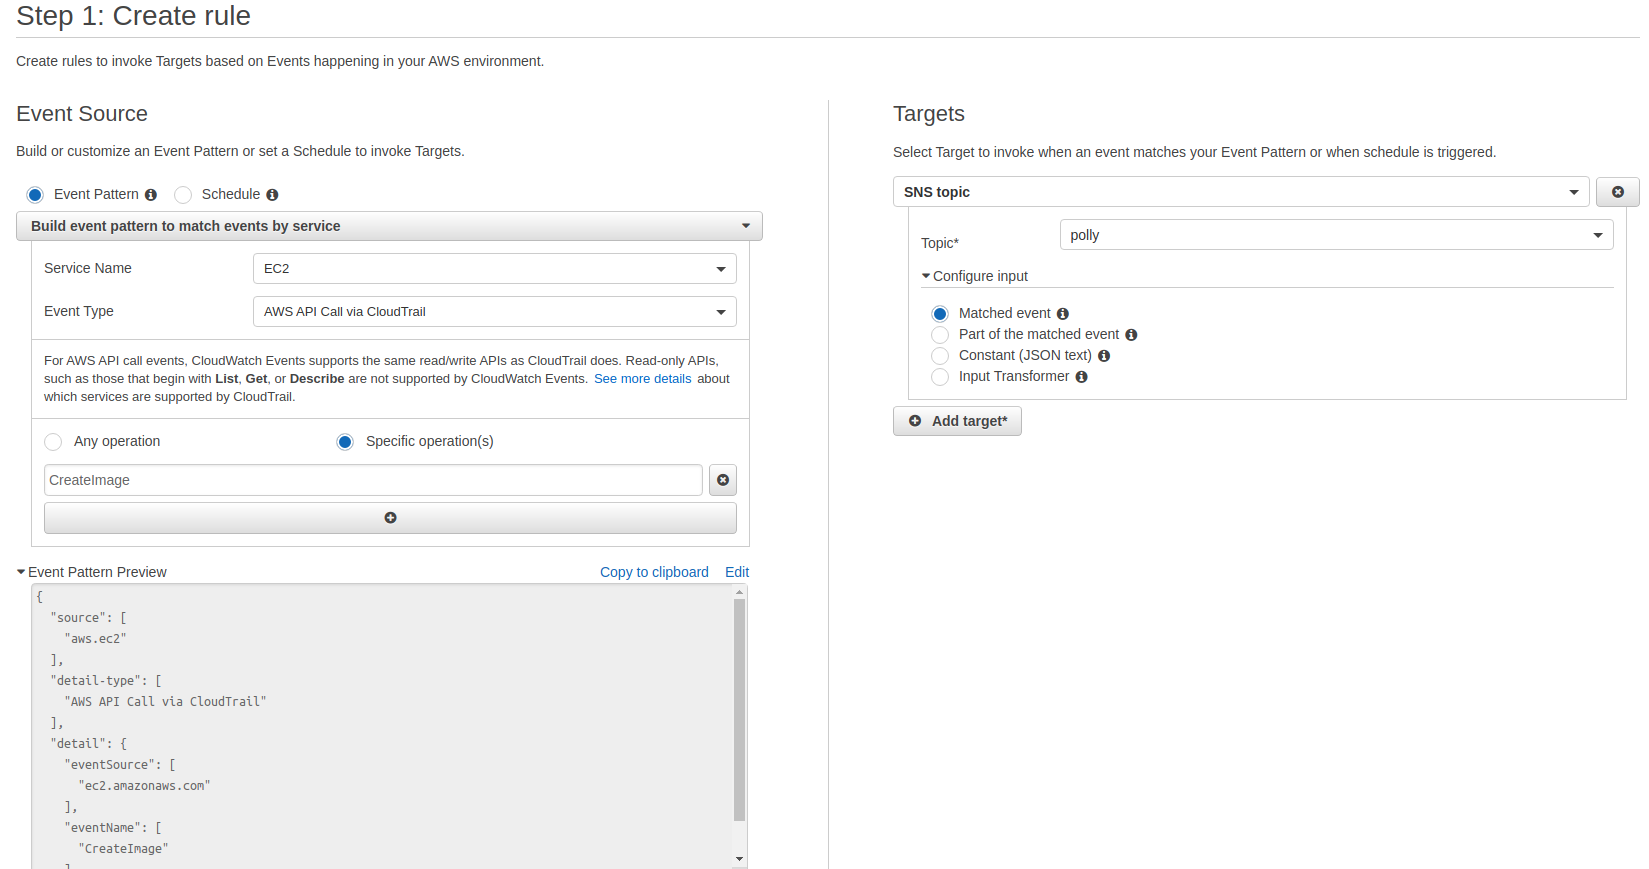 Step 1: Create rule
Create rules to invoke Targets based on Events happening in your AWS environment.
Event Source
Build or customize an Event Pattern or set a Schedule to invoke Targets.
Event Pattern
Schedule
Build event pattern to match events by service
Service Name
EC2
Event Type
AWS API Call via CloudTrail
For AWS API call events, CloudWatch Events supports the same read/write APIs as CloudTrail does. Read-only APIs,
such as those that begin with List, Get, or Describe are not supported by CloudWatch Events. See more details about
which services are supported by CloudTrail.
Any operation
Specific operation(s)
CreateImage
Event Pattern Preview
Copy to clipboard
Edit
{
"source": [
"aws.ec2"
],
"detail-type": [
"AWS API Call via CloudTrail"
],
"detail": {
"eventSource": [
"ec2.amazonaws.com"
],
"eventName": [
"CreateImage"
]
Targets
Select Target to invoke when an event matches your Event Pattern or when schedule is triggered.
SNS topic
Topic*
polly
Configure input
Matched event
Part of the matched event
Constant (JSON text)
Input Transformer
Add target*